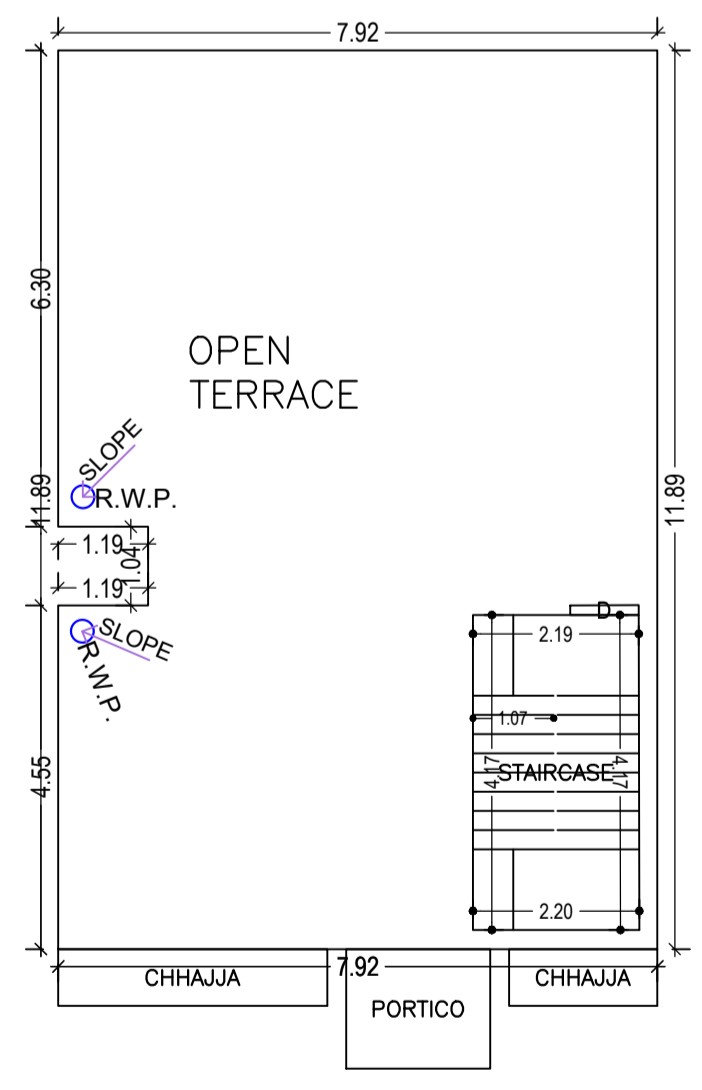 7.92
6.30
OPEN
TERRACE
SLOPE
R.W.P.
11.89
11.89
1.19
1.04
1.19
SLOPE
R.W.P.
D
2.19
1.07
4.17
STAIRCASE
4.17
4.55
2.20
7.92
CHHAJJA
CHHAJJA
PORTICO